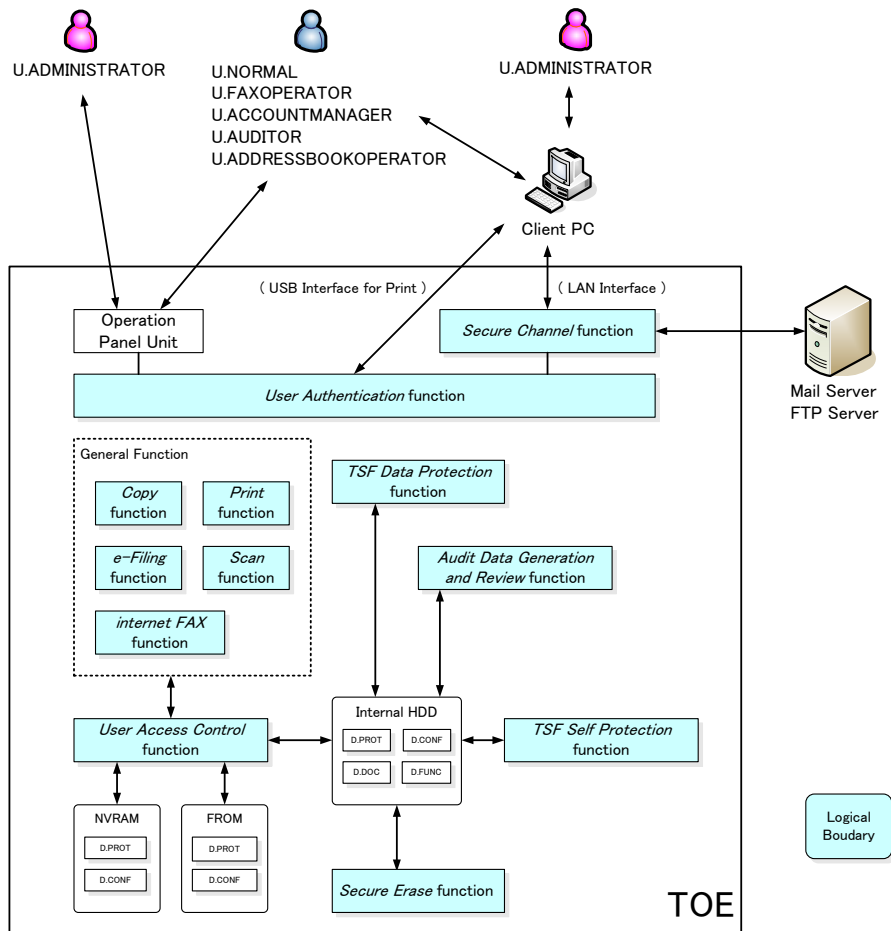 U.ADMINISTRATOR
U.NORMAL
U.FAXOPERATOR
U.ACCOUNTMANAGER
U.AUDITOR
U.ADDRESSBOOKOPERATOR
U.ADMINISTRATOR
Client PC
( USB Interface for Print )
( LAN Interface )
Operation
Panel Unit
Secure Channel function
User Authentication function
Mail Server
FTP Server
General Function
Copy
function
Print
function
e-Filing
function
Scan
function
internet FAX
function
TSF Data Protection
function
Audit Data Generation
and Review function
User Access Control
function
Internal HDD
D.PROT
D.CONF
D.DOC
D.FUNC
TSF Self Protection
function
NVRAM
D.PROT
D.CONF
FROM
D.PROT
D.CONF
Secure Erase function
Logical
Boudary
TOE